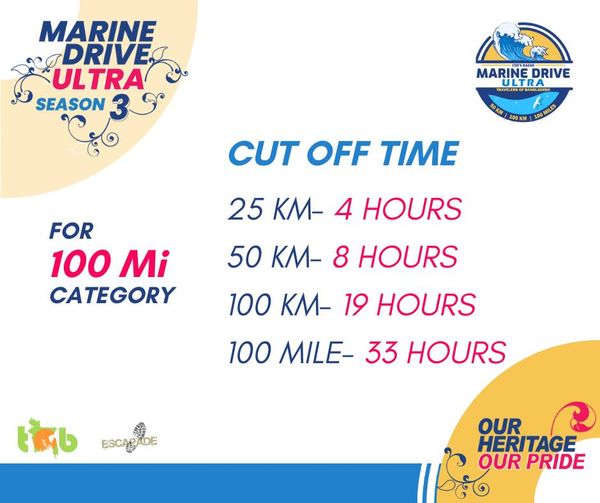 MARINE
DRIVE
ULTRA
SEASON 3
COX'S BAZAR
MARINE DRIVE
ULTRA
TRAVELERS OF BANGLADESH
50 KM | 100 KM | 100 MILES
CUT OFF TIME
FOR
100 Mi
CATEGORY
25 KM- 4 HOURS
50 KM- 8 HOURS
100 KM- 19 HOURS
100 MILE- 33 HOURS
tob
ESCAPADE
OUR
HERITAGE
OUR PRIDE